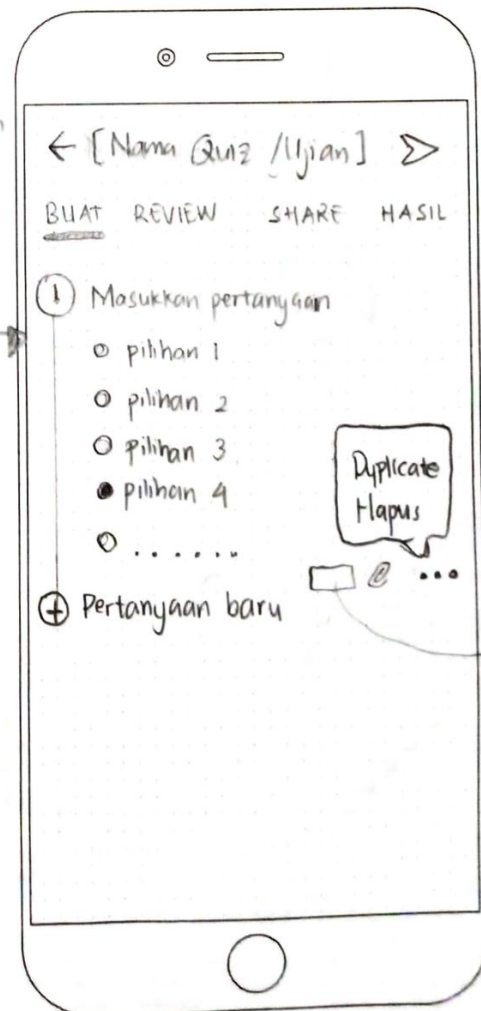 [Nama Quiz /Ujian]
BUAT REVIEW SHARE HASIL
1 Masukkan pertanyaan
pilihan 1
pilihan 2
pilihan 3
pilihan 4
......
Duplicate
Hapus
+ Pertanyaan baru